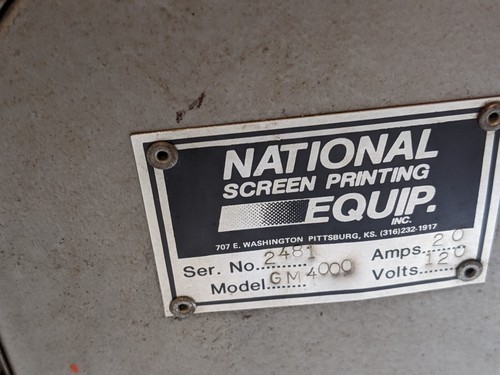 NATIONAL
SCREEN PRINTING
EQUIP.
INC.
707 E. WASHINGTON PITTSBURG, KS. (316)232-1917
Ser. No. 2481 Amps. 20
Model GM4000 Volts. 120